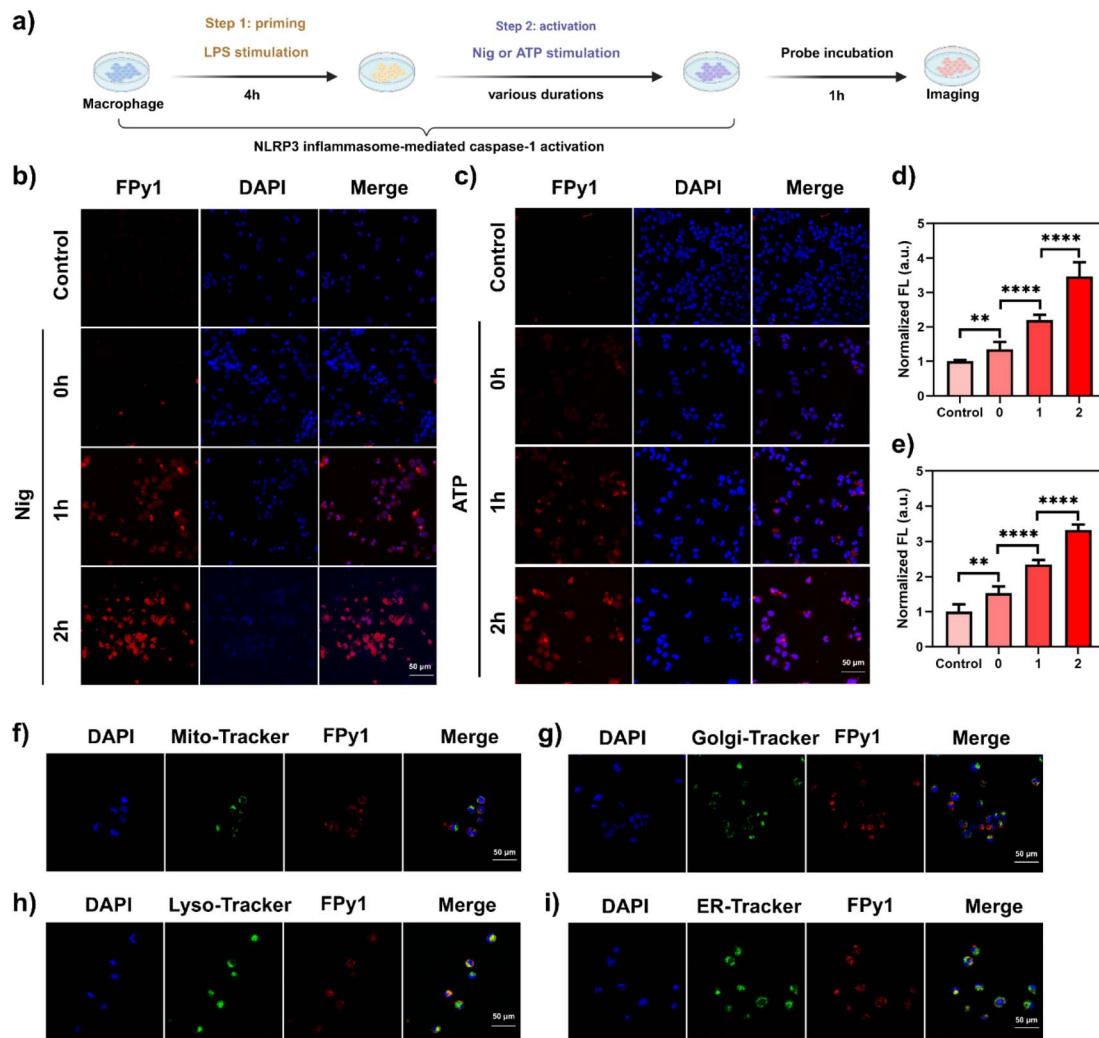 a)
Step 1: priming
LPS stimulation
4h
Step 2: activation
Nig or ATP stimulation
various durations
Probe incubation
1h
Macrophage
Imaging
NLRP3 inflammasome-mediated caspase-1 activation
b)
FPy1 DAPI Merge
Control
Nig
0h
1h
2h
50 μm
c)
FPy1 DAPI Merge
Control
ATP
0h
1h
2h
50 μm
d)
Normalized FL (a.u.)
5
4
3
2
1
0
** **** ****
Control 0 1 2
e)
Normalized FL (a.u.)
5
4
3
2
1
0
** **** ****
Control 0 1 2
f)
DAPI Mito-Tracker FPy1 Merge
50 μm
g)
DAPI Golgi-Tracker FPy1 Merge
50 μm
h)
DAPI Lyso-Tracker FPy1 Merge
50 μm
i)
DAPI ER-Tracker FPy1 Merge
50 μm